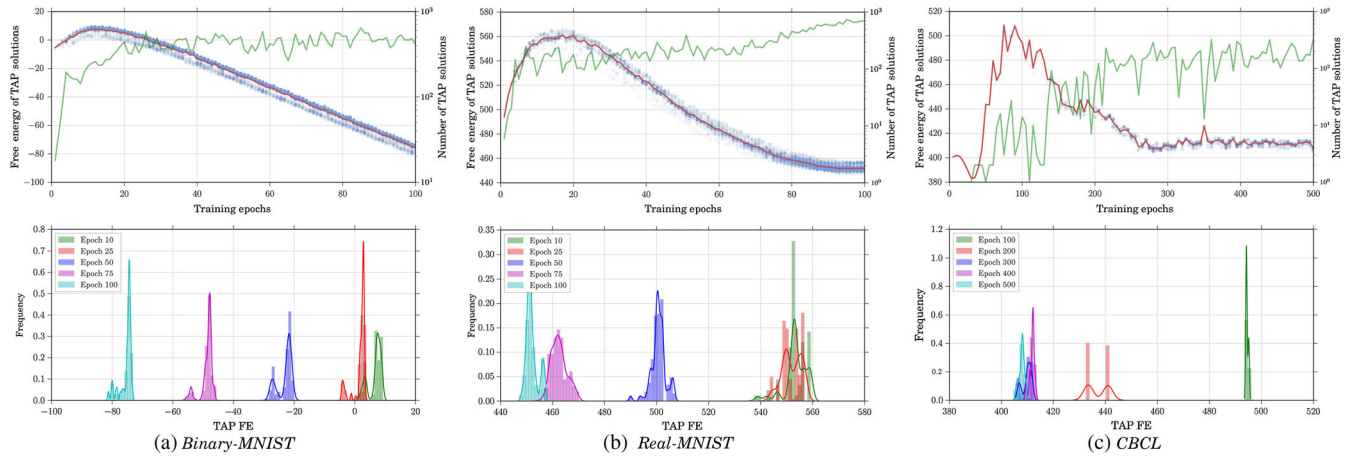 Free energy of TAP solutions
20
0
−20
−40
−60
−80
−100
0 20 40 60 80 100
Training epochs
10³
10²
10¹
Number of TAP solutions
Free energy of TAP solutions
580
560
540
520
500
480
460
440
0 20 40 60 80 100
Training epochs
10³
10²
10¹
10⁰
Number of TAP solutions
Free energy of TAP solutions
520
500
480
460
440
420
400
380
0 100 200 300 400 500
Training epochs
10³
10²
10¹
10⁰
Number of TAP solutions
Frequency
0.8
0.7
0.6
0.5
0.4
0.3
0.2
0.1
0.0
Epoch 10
Epoch 25
Epoch 50
Epoch 75
Epoch 100
−100 −80 −60 −40 −20 0 20
TAP FE
Frequency
0.35
0.30
0.25
0.20
0.15
0.10
0.05
0.00
Epoch 10
Epoch 25
Epoch 50
Epoch 75
Epoch 100
440 460 480 500 520 540 560 580
TAP FE
Frequency
1.2
1.0
0.8
0.6
0.4
0.2
0.0
Epoch 100
Epoch 200
Epoch 300
Epoch 400
Epoch 500
380 400 420 440 460 480 500 520
TAP FE
(a) Binary-MNIST
(b) Real-MNIST
(c) CBCL